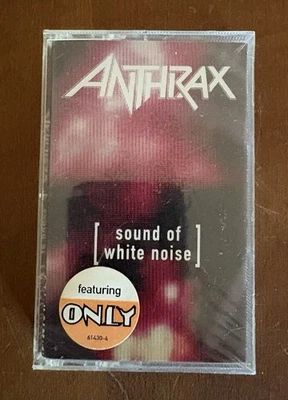 ANTHRAX
[ sound of
white noise ]
featuring
ONLY
61430-4